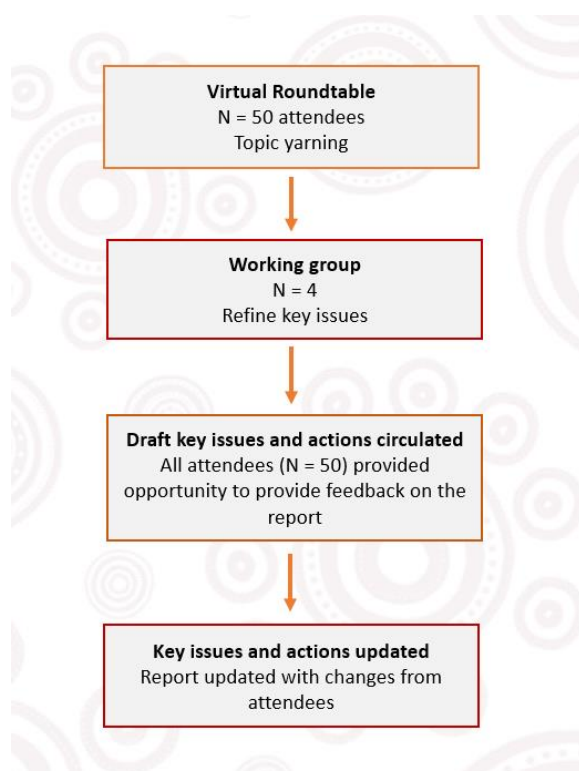 Virtual Roundtable
N = 50 attendees
Topic yarning
Working group
N = 4
Refine key issues
Draft key issues and actions circulated
All attendees (N = 50) provided
opportunity to provide feedback on the
report
Key issues and actions updated
Report updated with changes from
attendees